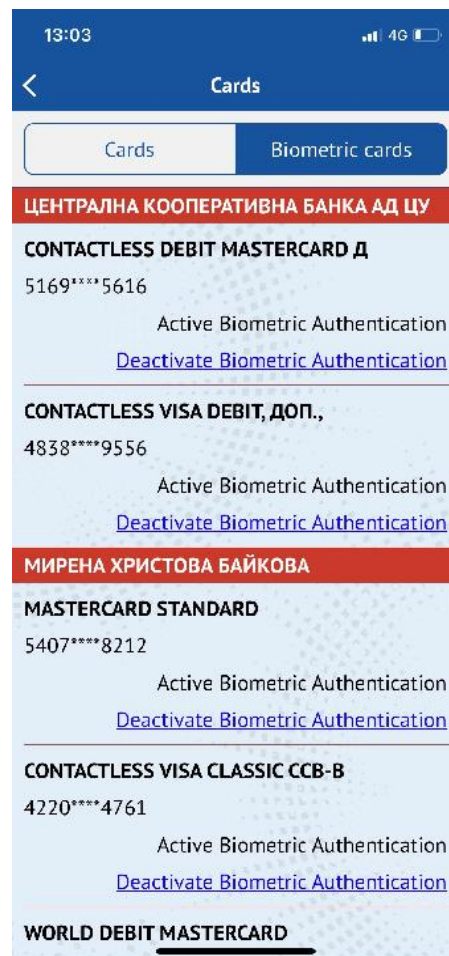 13:03
4G
Cards
Cards
Biometric cards
ЦЕНТРАЛНА КООПЕРАТИВНА БАНКА АД ЦУ
CONTACTLESS DEBIT MASTERCARD Д
5169****5616
Active Biometric Authentication
Deactivate Biometric Authentication
CONTACTLESS VISA DEBIT, ДОП.,
4838****9556
Active Biometric Authentication
Deactivate Biometric Authentication
МИРЕНА ХРИСТОВА БАЙКОВА
MASTERCARD STANDARD
5407****8212
Active Biometric Authentication
Deactivate Biometric Authentication
CONTACTLESS VISA CLASSIC CCB-B
4220****4761
Active Biometric Authentication
Deactivate Biometric Authentication
WORLD DEBIT MASTERCARD